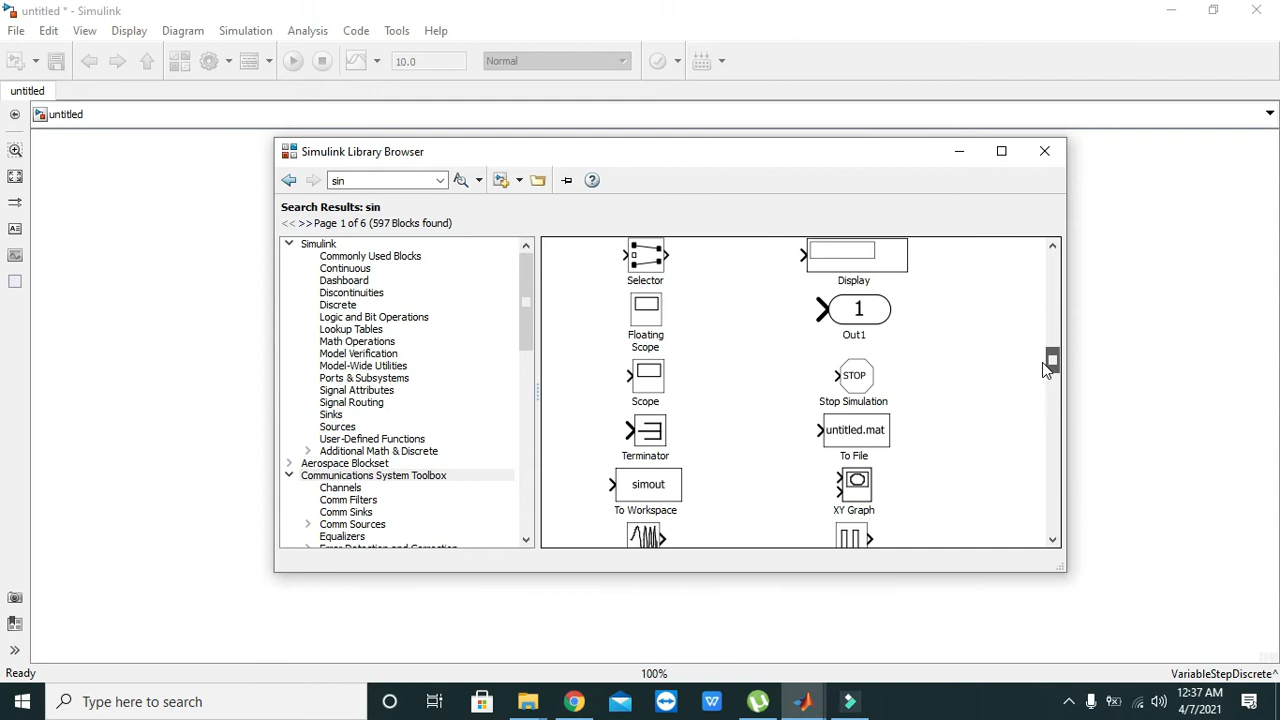 untitled * - Simulink
File Edit View Display Diagram Simulation Analysis Code Tools Help
10.0 Normal
untitled
untitled
Simulink Library Browser
sin
Search Results: sin
<< >> Page 1 of 6 (597 Blocks found)
Simulink
Commonly Used Blocks
Continuous
Dashboard
Discontinuities
Discrete
Logic and Bit Operations
Lookup Tables
Math Operations
Model Verification
Model-Wide Utilities
Ports & Subsystems
Signal Attributes
Signal Routing
Sinks
Sources
User-Defined Functions
Additional Math & Discrete
Aerospace Blockset
Communications System Toolbox
Channels
Comm Filters
Comm Sinks
Comm Sources
Equalizers
Error Detection and Correction
Selector
Display
Floating
Scope
1
Out1
Scope
STOP
Stop Simulation
Terminator
untitled.mat
To File
simout
To Workspace
XY Graph
Ready 100% VariableStepDiscrete
Type here to search
12:37 AM
4/7/2021